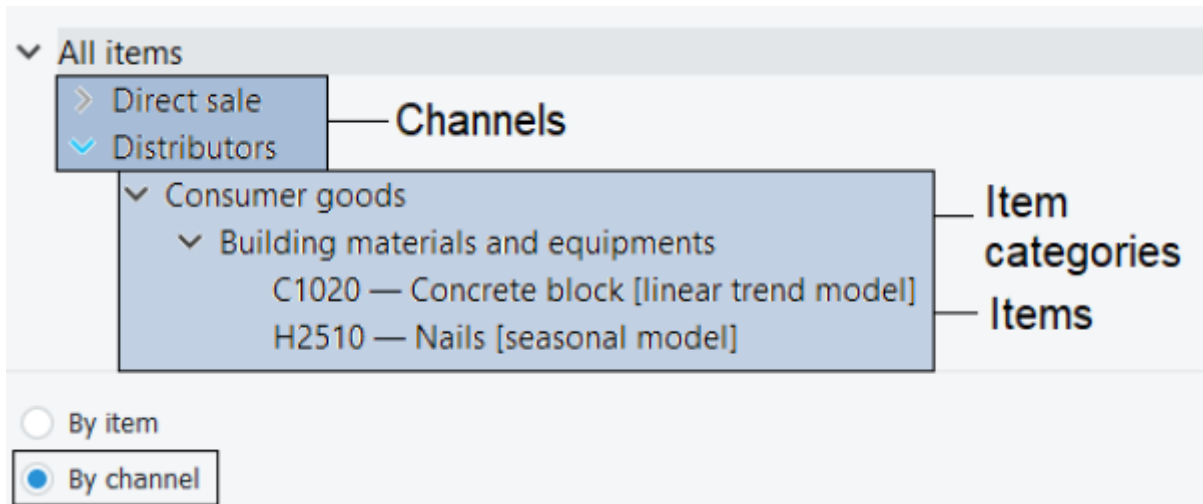 All items
Direct sale
Channels
Distributors
Consumer goods
Item
categories
Building materials and equipments
C1020 — Concrete block [linear trend model]
Items
H2510 — Nails [seasonal model]
By item
By channel